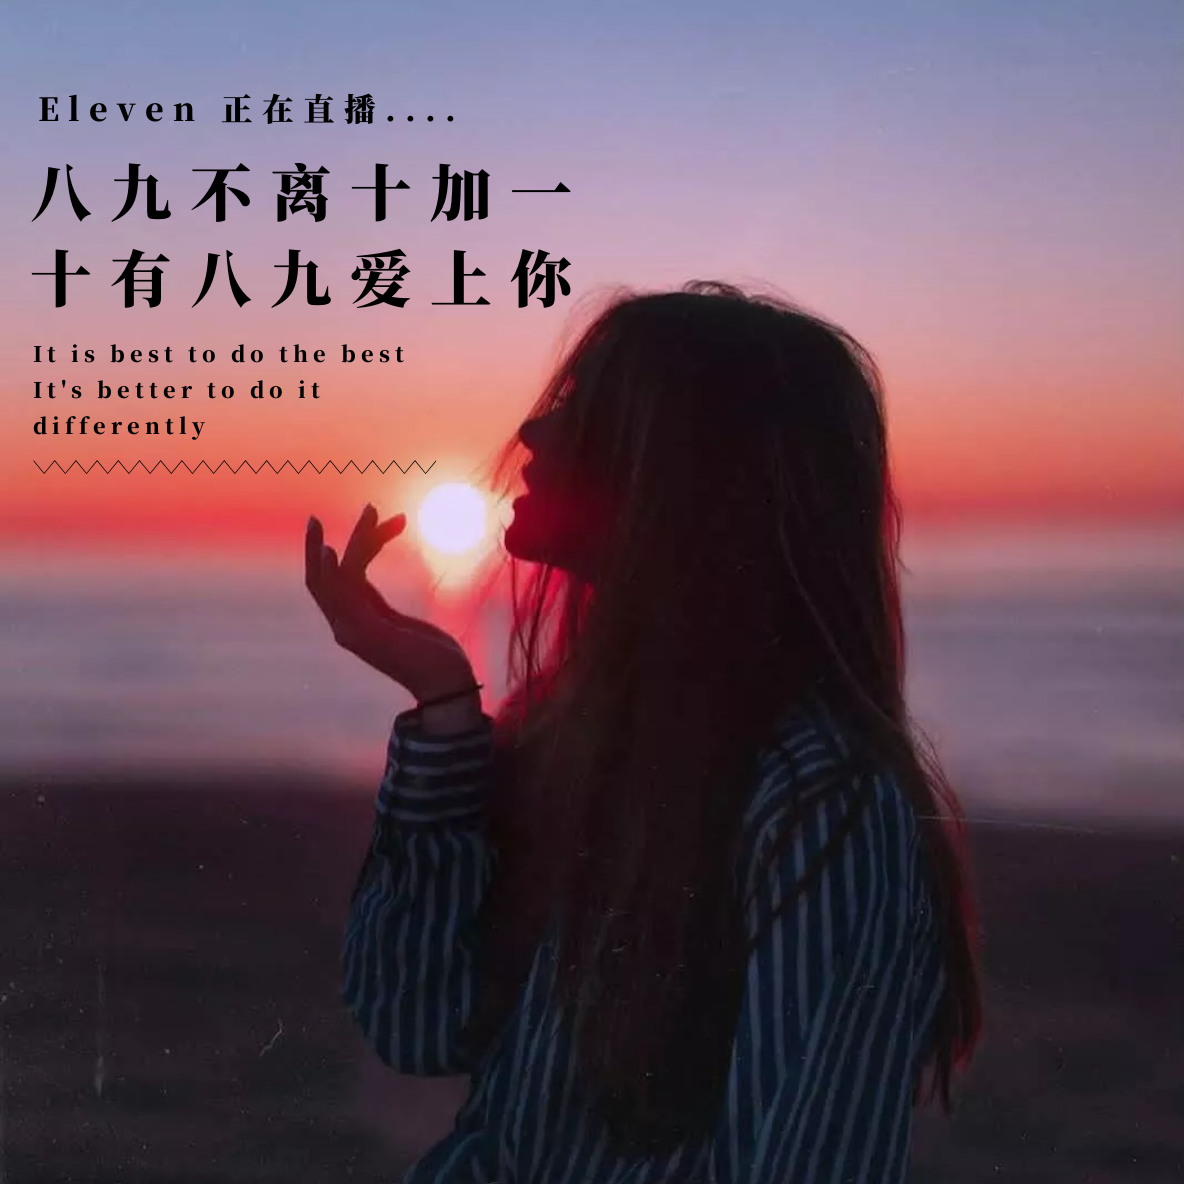 Eleven 正在直播....
八九不离十加一
十有八九爱上你
It is best to do the best
It's better to do it
differently